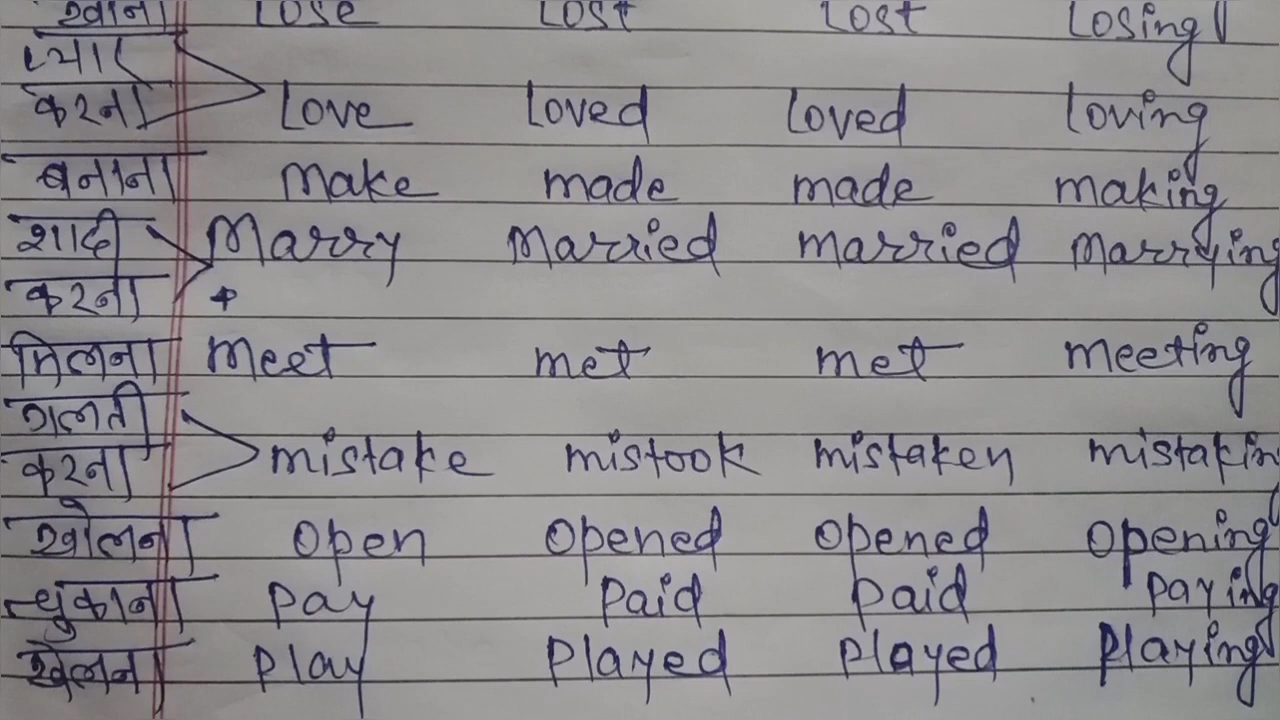 खोना Lose Lost Lost Losing
प्यार
करना Love Loved Loved Loving
बनाना Make made made making
शादी Marry Married married Marrying
करना
मिलना Meet met met meeting
गलती
करना mistake mistook mistaken mistakin
खोलना open opened opened opening
चुकाना pay paid paid paying
खेलन play played played playing